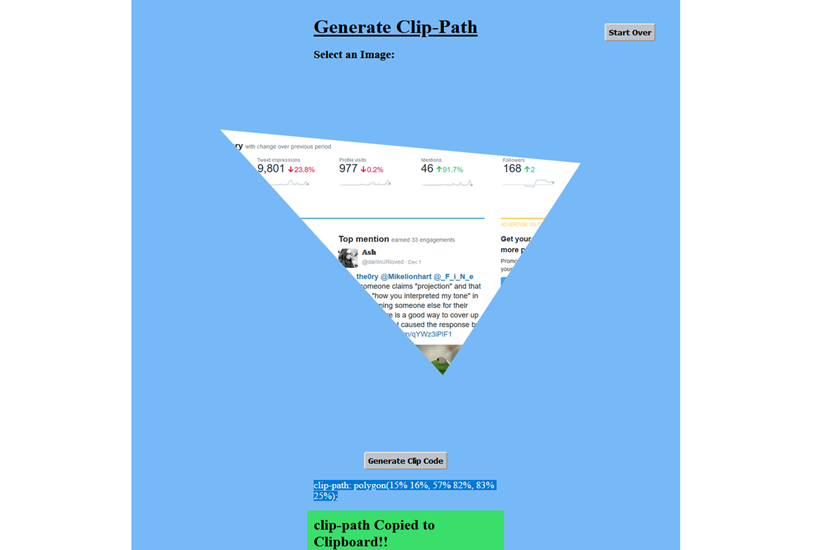 Generate Clip-Path
Start Over
Select an Image:
ry with change over previous period
Tweet impressions
9,801 ↓23.8%
Profile visits
977 ↓0.2%
Mentions
46 ↑91.7%
Followers
168 ↑2
ADVERTISE ON
Top mention earned 33 engagements
Get your
more p
Ash
@darlinURloved · Dec 1
Promo
your
the0ry @Mikelionhart @_F_i_N_e
omeone claims "projection" and that
"how you interpreted my tone" in
ming someone else for their
e is a good way to cover up
t caused the response b
m/qYWz3iPIF1
Generate Clip Code
clip-path: polygon(15% 16%, 57% 82%, 83%
25%);
clip-path Copied to
Clipboard!!